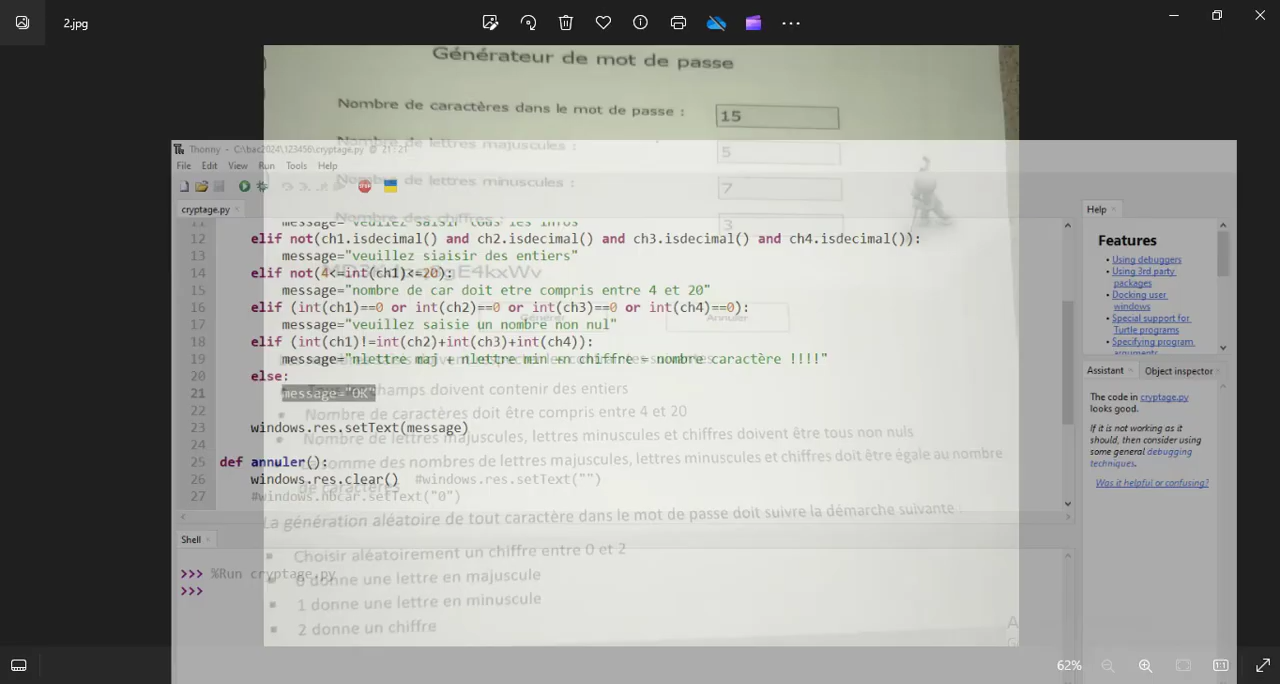 2.jpg
Générateur de mot de passe
Nombre de caractères dans le mot de passe :
15
Nombre de lettres majuscules :
5
Nombre de lettres minuscules :
7
Nombre des chiffres :
3
Générer
Annuler
Thonny - C:\bac2024\123456\cryptage.py @ 21:21
File Edit View Run Tools Help
cryptage.py
11 message="veuillez saisir tous les infos"
12 elif not(ch1.isdecimal() and ch2.isdecimal() and ch3.isdecimal() and ch4.isdecimal()):
13 message="veuillez siaisir des entiers"
14 elif not(4<=int(ch1)<=20):
15 message="nombre de car doit etre compris entre 4 et 20"
16 elif (int(ch1)==0 or int(ch2)==0 or int(ch3)==0 or int(ch4)==0):
17 message="veuillez saisie un nombre non nul"
18 elif (int(ch1)!=int(ch2)+int(ch3)+int(ch4)):
19 message="nlettre maj + nlettre min + n chiffre = nombre caractère !!!!"
20 else:
21 message="OK"
22
23 windows.res.setText(message)
24
25 def annuler():
26 windows.res.clear() #windows.res.setText("")
27 #windows.nbcar.setText("0")
champs doivent contenir des entiers
Nombre de caractères doit être compris entre 4 et 20
Nombre de lettres majuscules, lettres minuscules et chiffres doivent être tous non nuls
somme des nombres de lettres majuscules, lettres minuscules et chiffres doit être égale au nombre
de caractères
La génération aléatoire de tout caractère dans le mot de passe doit suivre la démarche suivante :
Choisir aléatoirement un chiffre entre 0 et 2
0 donne une lettre en majuscule
1 donne une lettre en minuscule
2 donne un chiffre
Shell
>>> %Run cryptage.py
>>>
Help
Features
Using debuggers
Using 3rd party
packages
Docking user
windows
Special support for
Turtle programs
Specifying program
arguments
Assistant
Object inspector
The code in cryptage.py
looks good.
If it is not working as it
should, then consider using
some general debugging
techniques.
Was it helpful or confusing?
62%
1:1